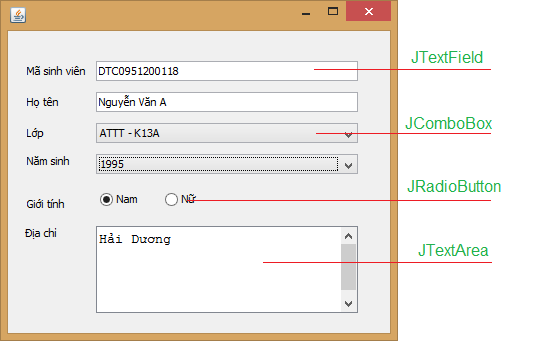 Mã sinh viên DTC0951200118 JTextField
Họ tên Nguyễn Văn A
Lớp ATTT - K13A JComboBox
Năm sinh 1995
Giới tính Nam Nữ JRadioButton
Địa chỉ Hải Dương JTextArea